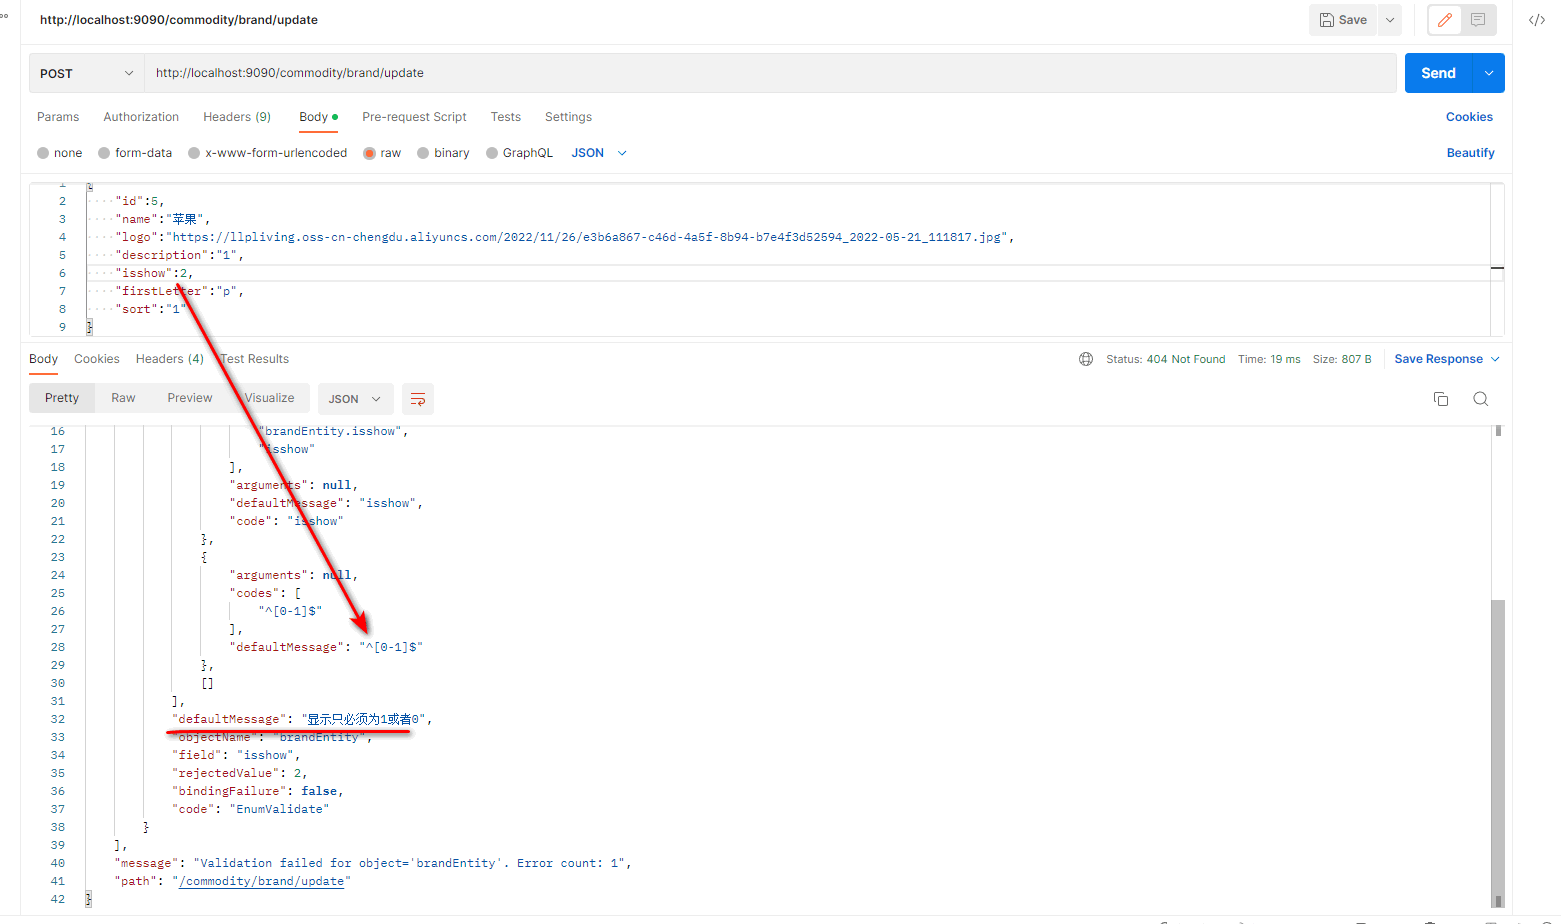 http://localhost:9090/commodity/brand/update
Save
POST
http://localhost:9090/commodity/brand/update
Send
Params
Authorization
Headers (9)
Body
Pre-request Script
Tests
Settings
Cookies
none
form-data
x-www-form-urlencoded
raw
binary
GraphQL
JSON
Beautify
1 {
2 "id":5,
3 "name":"苹果",
4 "logo":"https://llpliving.oss-cn-chengdu.aliyuncs.com/2022/11/26/e3b6a867-c46d-4a5f-8b94-b7e4f3d52594_2022-05-21_111817.jpg",
5 "description":"1",
6 "isshow":2,
7 "firstLetter":"p",
8 "sort":"1"
9 }
Body
Cookies
Headers (4)
Test Results
Status: 404 Not Found
Time: 19 ms
Size: 807 B
Save Response
Pretty
Raw
Preview
Visualize
JSON
16 "brandEntity.isshow",
17 "isshow"
18 ],
19 "arguments": null,
20 "defaultMessage": "isshow",
21 "code": "isshow"
22 },
23 {
24 "arguments": null,
25 "codes": [
26 "^[0-1]$"
27 ],
28 "defaultMessage": "^[0-1]$"
29 },
30 []
31 ],
32 "defaultMessage": "显示只必须为1或者0",
33 "objectName": "brandEntity",
34 "field": "isshow",
35 "rejectedValue": 2,
36 "bindingFailure": false,
37 "code": "EnumValidate"
38 }
39 ],
40 "message": "Validation failed for object='brandEntity'. Error count: 1",
41 "path": "/commodity/brand/update"
42 }